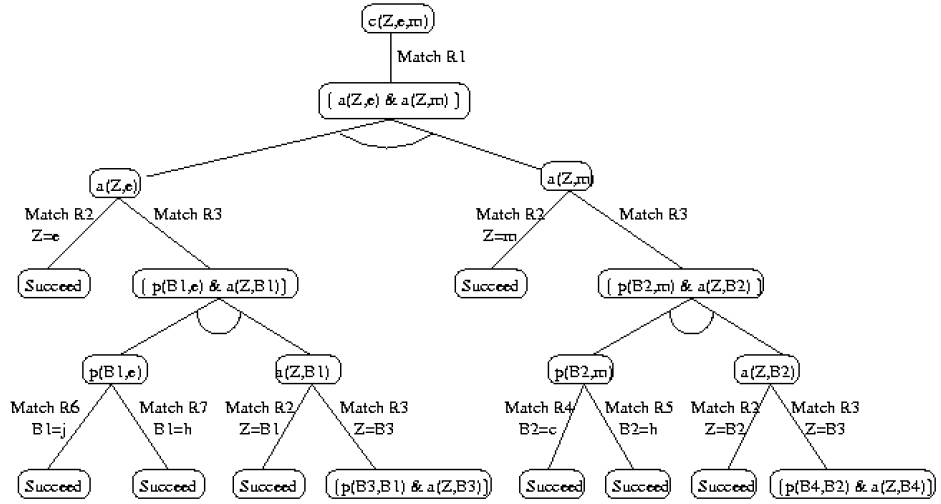 c(Z,e,m)
Match R1
[ a(Z,e) & a(Z,m) ]
a(Z,e)
a(Z,m)
Match R2
Z=e
Match R3
Match R2
Z=m
Match R3
Succeed
[ p(B1,e) & a(Z,B1)]
Succeed
[ p(B2,m) & a(Z,B2) ]
p(B1,e)
a(Z,B1)
p(B2,m)
a(Z,B2)
Match R6
B1=j
Match R7
B1=h
Match R2
Z=B1
Match R3
Z=B3
Match R4
B2=c
Match R5
B2=h
Match R2
Z=B2
Match R3
Z=B3
Succeed
Succeed
Succeed
[p(B3,B1) & a(Z,B3)]
Succeed
Succeed
Succeed
[p(B4,B2) & a(Z,B4)]